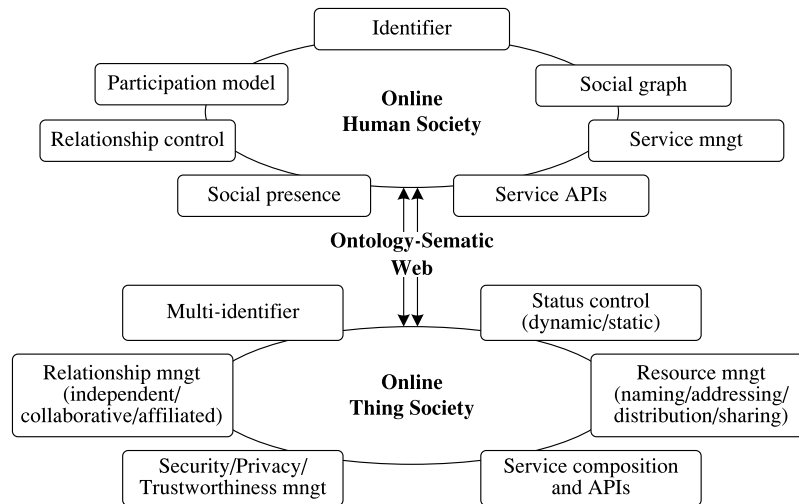 Identifier
Participation model
Social graph
Online
Human Society
Relationship control
Service mngt
Social presence
Service APIs
Ontology-Sematic
Web
Multi-identifier
Status control
(dynamic/static)
Relationship mngt
(independent/
collaborative/affiliated)
Online
Thing Society
Resource mngt
(naming/addressing/
distribution/sharing)
Security/Privacy/
Trustworthiness mngt
Service composition
and APIs